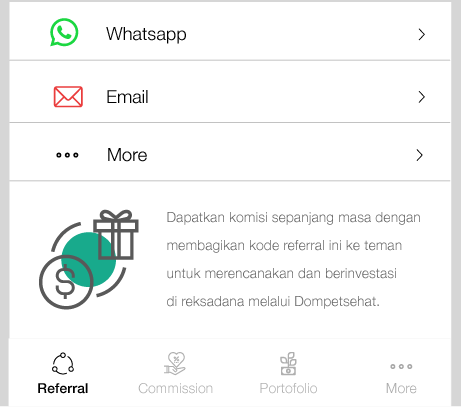 Whatsapp
Email
More
Dapatkan komisi sepanjang masa dengan
membagikan kode referral ini ke teman
untuk merencanakan dan berinvestasi
di reksadana melalui Dompetsehat.
Referral
Commission
Portofolio
More